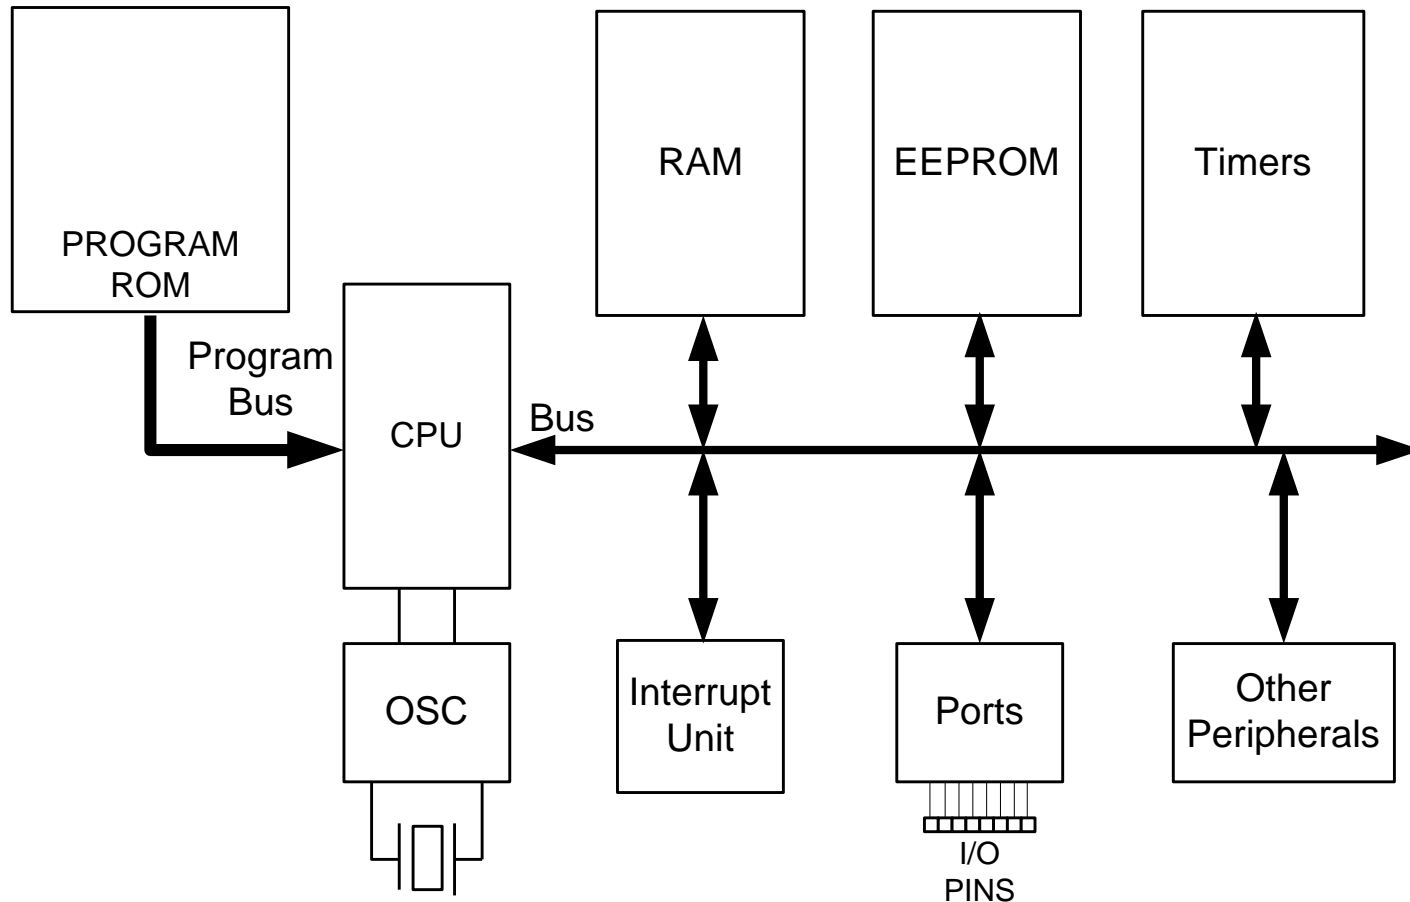 PROGRAM
ROM
RAM
EEPROM
Timers
Program
Bus
CPU
Bus
OSC
Interrupt
Unit
Ports
Other
Peripherals
I/O
PINS